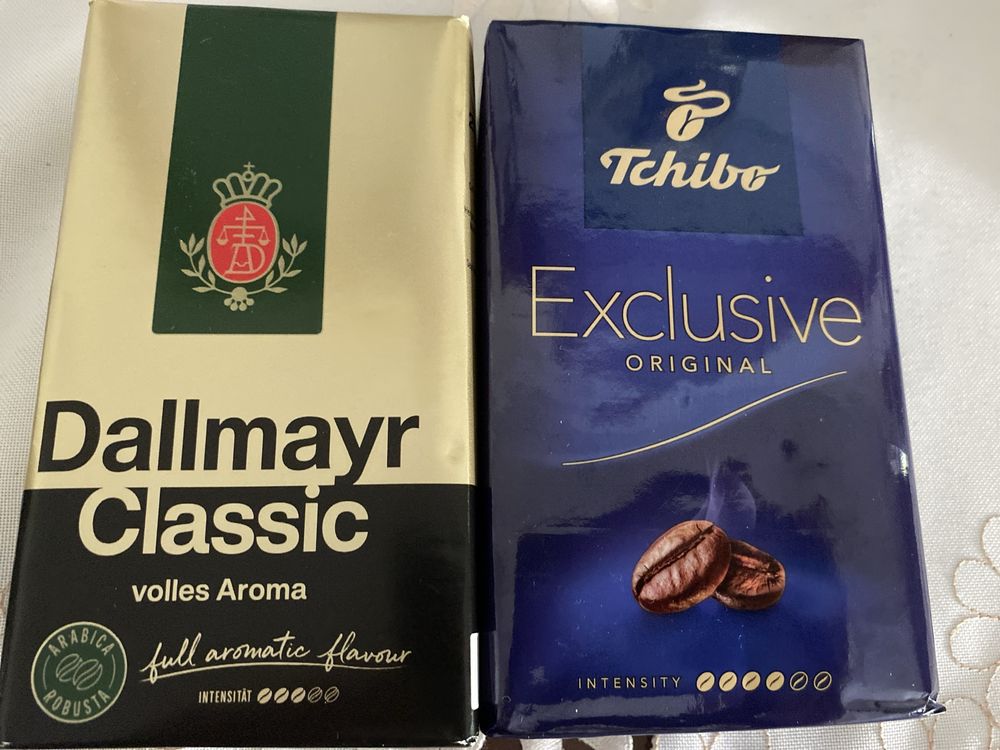 Dallmayr
Classic
volles Aroma
ARABICA
ROBUSTA
full aromatic flavour
INTENSITÄT
Tchibo
Exclusive
ORIGINAL
INTENSITY